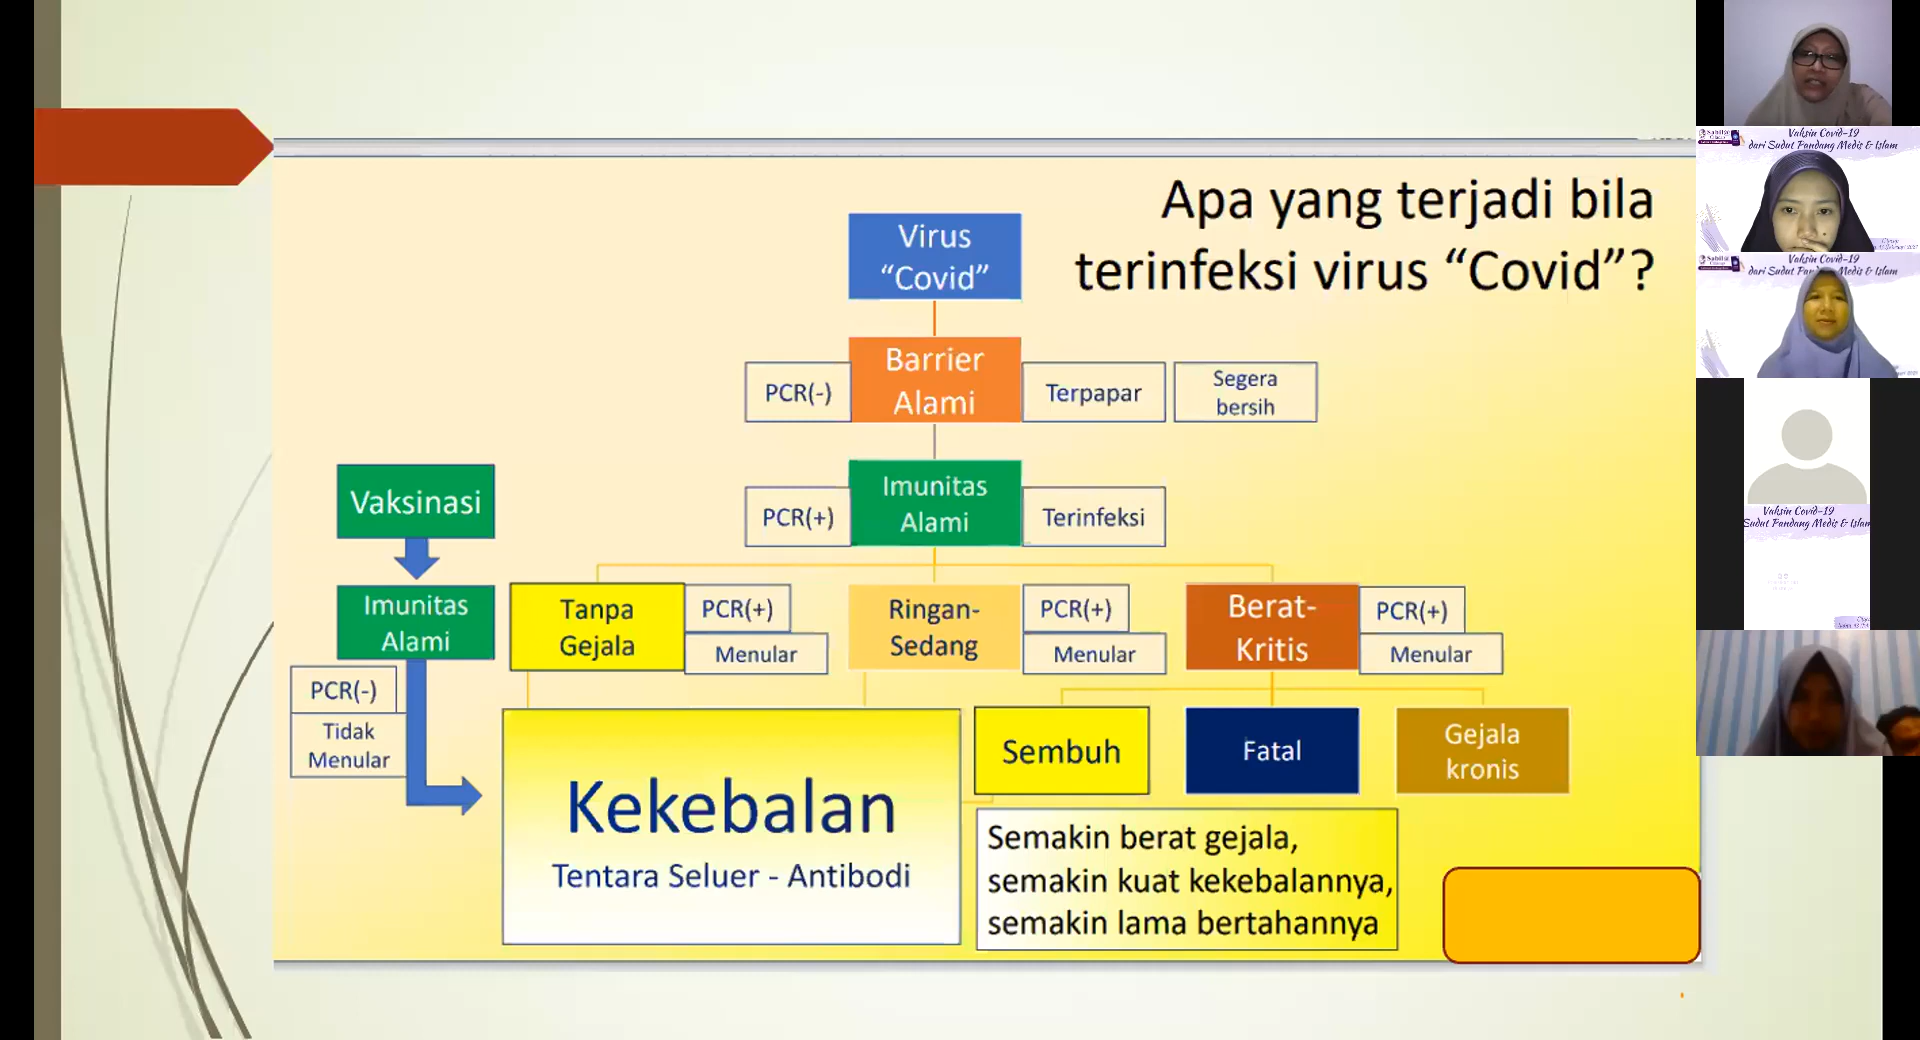 Apa yang terjadi bila
terinfeksi virus “Covid”?
Virus
“Covid”
PCR(-)
Barrier
Alami
Terpapar
Segera
bersih
PCR(+)
Imunitas
Alami
Terinfeksi
Vaksinasi
Imunitas
Alami
PCR(-)
Tidak
Menular
Tanpa
Gejala
PCR(+)
Menular
Ringan-
Sedang
PCR(+)
Menular
Berat-
Kritis
PCR(+)
Menular
Kekebalan
Tentara Seluer - Antibodi
Sembuh
Fatal
Gejala
kronis
Semakin berat gejala,
semakin kuat kekebalannya,
semakin lama bertahannya
Vaksin Covid-19
dari Sudut Pandang Medis & Islam
Vaksin Covid-19
dari Sudut Pandang Medis & Islam
Vaksin Covid-19
Sudut Pandang Medis & Islam